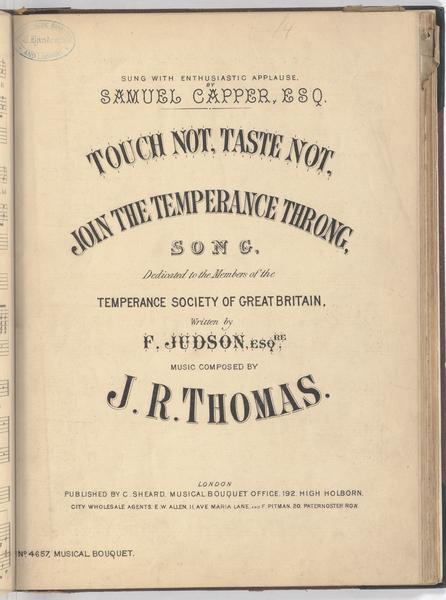 SUNG WITH ENTHUSIASTIC APPLAUSE,
BY
SAMUEL CAPPER, ESQ.
TOUCH NOT, TASTE NOT,
JOIN THE TEMPERANCE THRONG,
SONG,
Dedicated to the Members of the
TEMPERANCE SOCIETY OF GREAT BRITAIN,
Written by
F. JUDSON, ESQRE.
MUSIC COMPOSED BY
J. R. THOMAS.
LONDON
PUBLISHED BY C. SHEARD, MUSICAL BOUQUET OFFICE, 192, HIGH HOLBORN,
CITY WHOLESALE AGENTS, E. W. ALLEN, 11, AVE MARIA LANE, AND F. PITMAN, 20, PATERNOSTER ROW
No. 4657, MUSICAL BOUQUET.